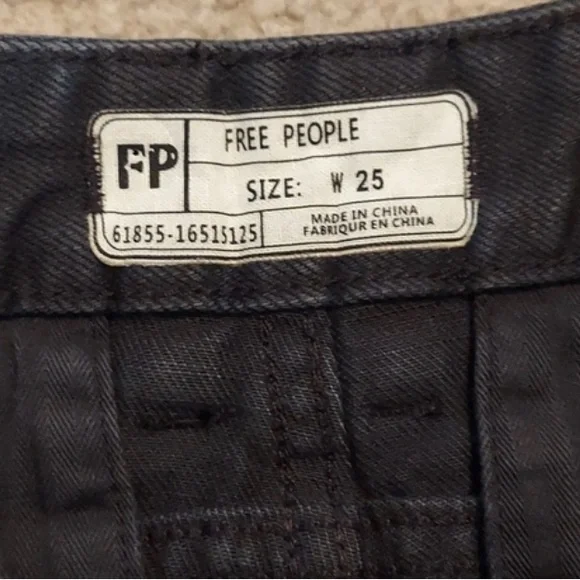 FP
FREE PEOPLE
SIZE: W 25
61855-16515125
MADE IN CHINA
FABRIQUR EN CHINA